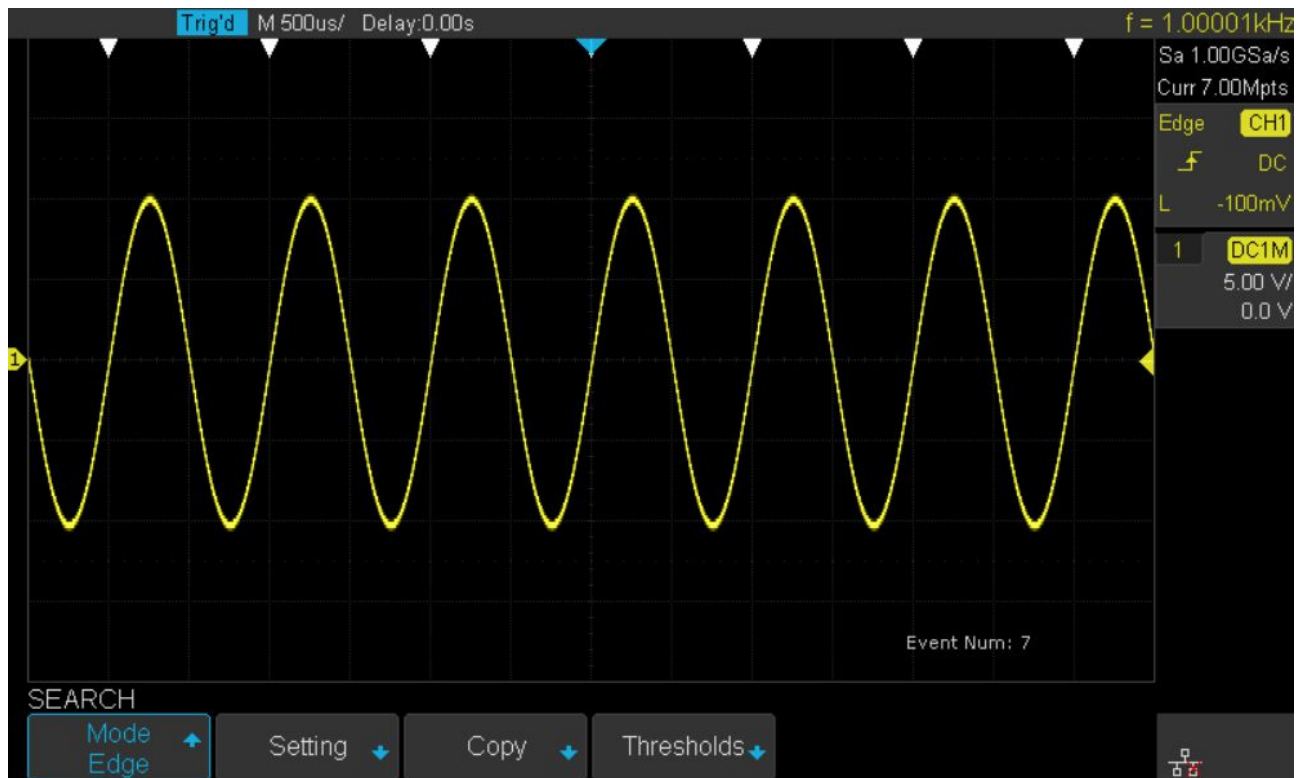 Trig'd M 500us/ Delay:0.00s f = 1.00001kHz
Sa 1.00GSa/s
Curr 7.00Mpts
Edge CH1
DC
L -100mV
1 DC1M
5.00 V/
0.0 V
1
Event Num: 7
SEARCH
Mode
Edge
Setting
Copy
Thresholds